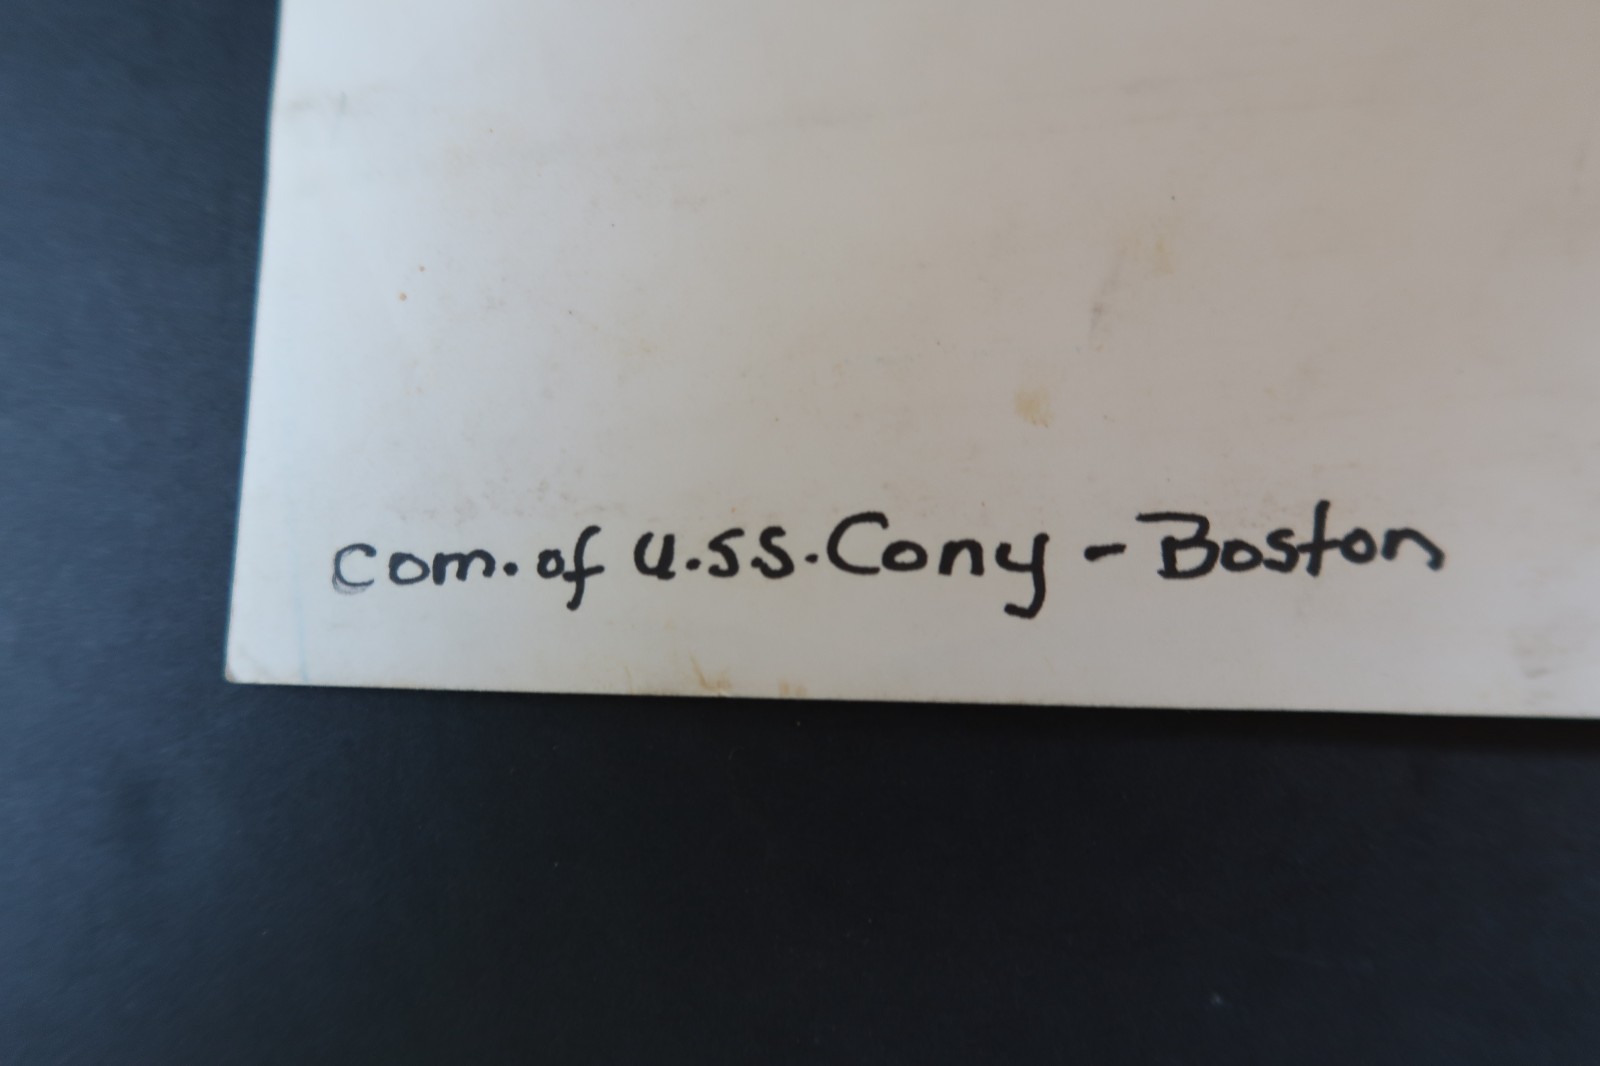 Com. of U.S.S. Cony - Boston